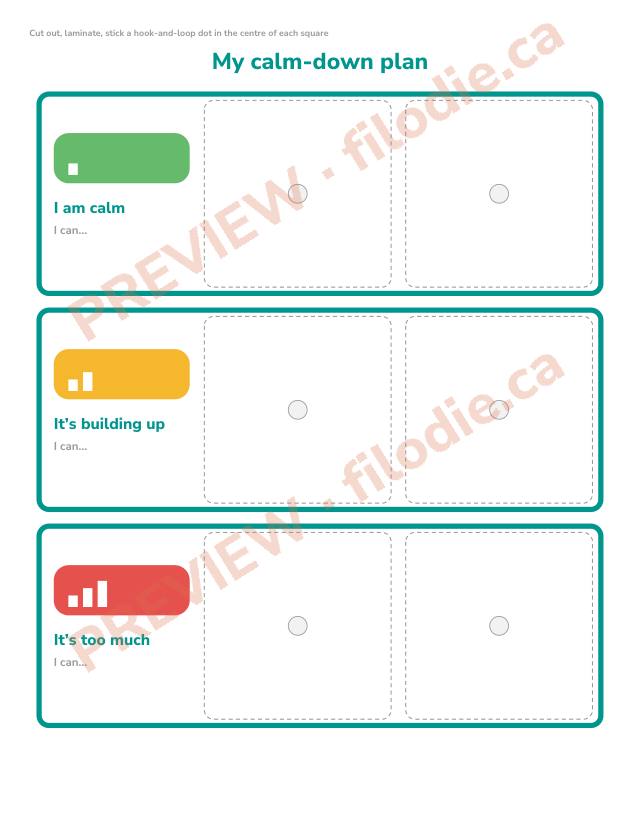 Cut out, laminate, stick a hook-and-loop dot in the centre of each square
My calm-down plan
I am calm
I can...
PREVIEW · filodie.ca
It's building up
I can...
It's too much
I can...
PREVIEW · filodie.ca